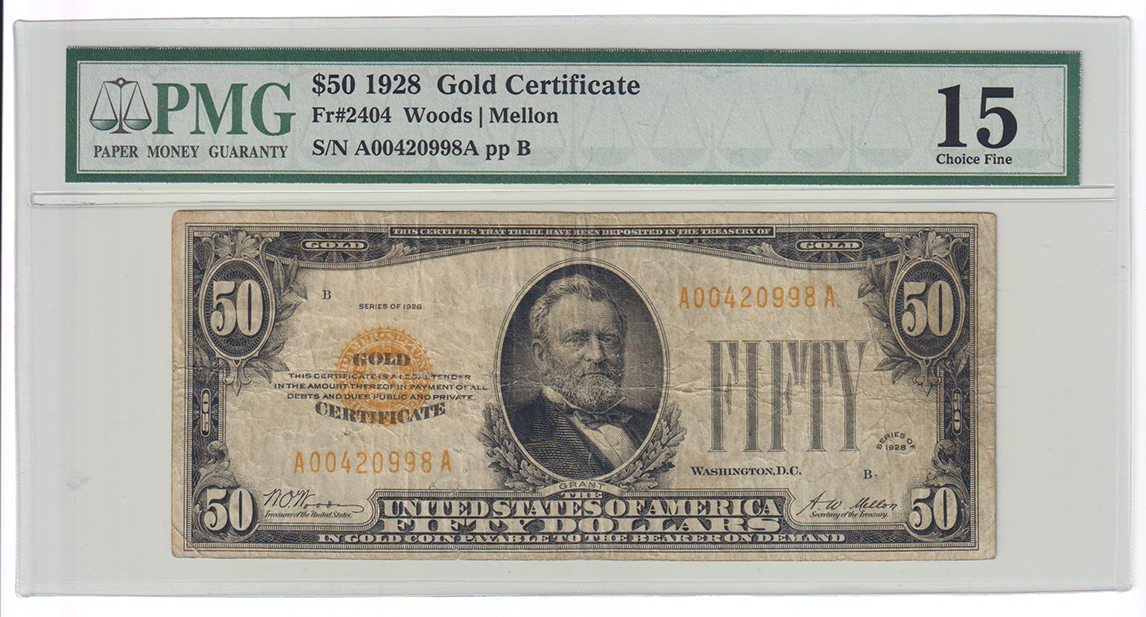 PMG
PAPER MONEY GUARANTY
$50 1928 Gold Certificate
Fr#2404 Woods | Mellon
S/N A00420998A pp B
15
Choice Fine
THIS CERTIFIES THAT THERE HAVE BEEN DEPOSITED IN THE TREASURY OF
GOLD
GOLD
50
50
B
SERIES OF 1928
A00420998A
GOLD
THIS CERTIFICATE IS A LEGAL TENDER
IN THE AMOUNT THEREOF IN PAYMENT OF ALL
DEBTS AND DUES PUBLIC AND PRIVATE.
CERTIFICATE
FIFTY
50
50
SERIES OF
1928
A00420998A
WASHINGTON, D.C.
B
GRANT
50
W.O. Woods
Treasurer of the United States.
THE
UNITED STATES OF AMERICA
FIFTY DOLLARS
IN GOLD COIN PAYABLE TO THE BEARER ON DEMAND
A.W. Mellon
Secretary of the Treasury.
50